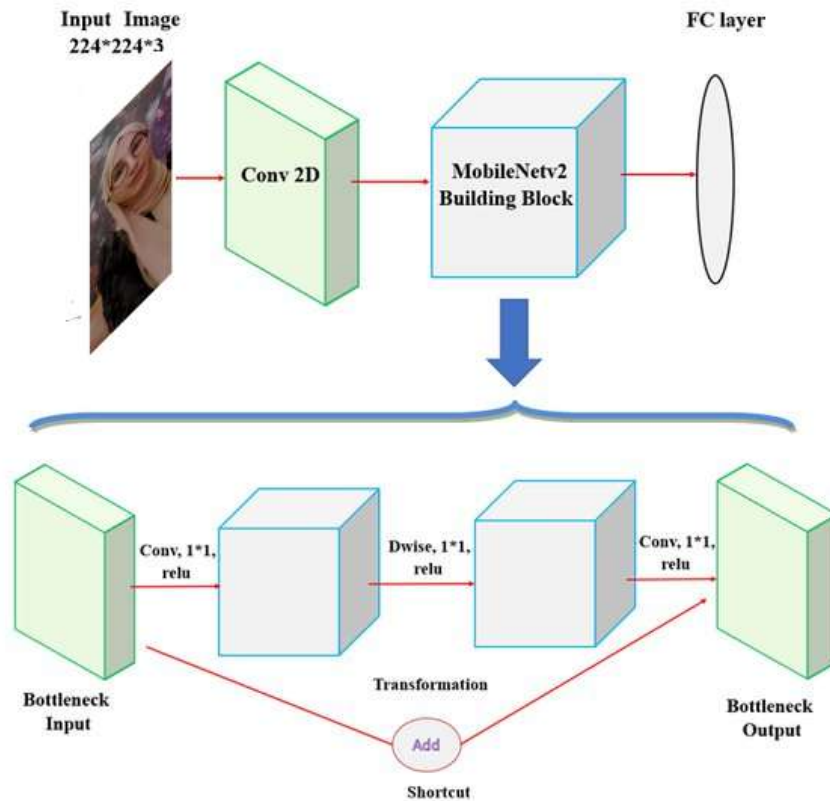 Input Image
224*224*3
FC layer
Conv 2D
MobileNetv2
Building Block
Conv, 1*1,
relu
Dwise, 1*1,
relu
Conv, 1*1,
relu
Bottleneck
Input
Transformation
Bottleneck
Output
Add
Shortcut